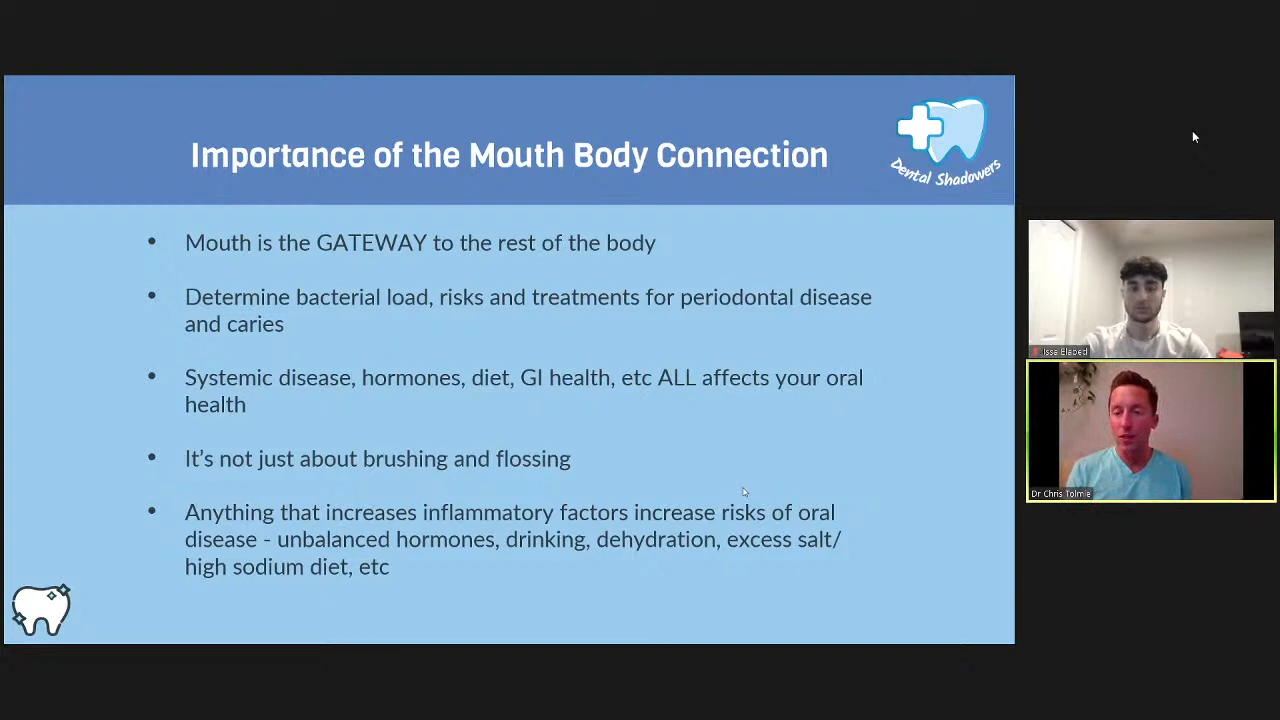 Importance of the Mouth Body Connection
Dental Shadowers
• Mouth is the GATEWAY to the rest of the body
• Determine bacterial load, risks and treatments for periodontal disease
and caries
• Systemic disease, hormones, diet, GI health, etc ALL affects your oral
health
• It's not just about brushing and flossing
• Anything that increases inflammatory factors increase risks of oral
disease - unbalanced hormones, drinking, dehydration, excess salt/
high sodium diet, etc
Issa Elabed
Dr Chris Tolmie